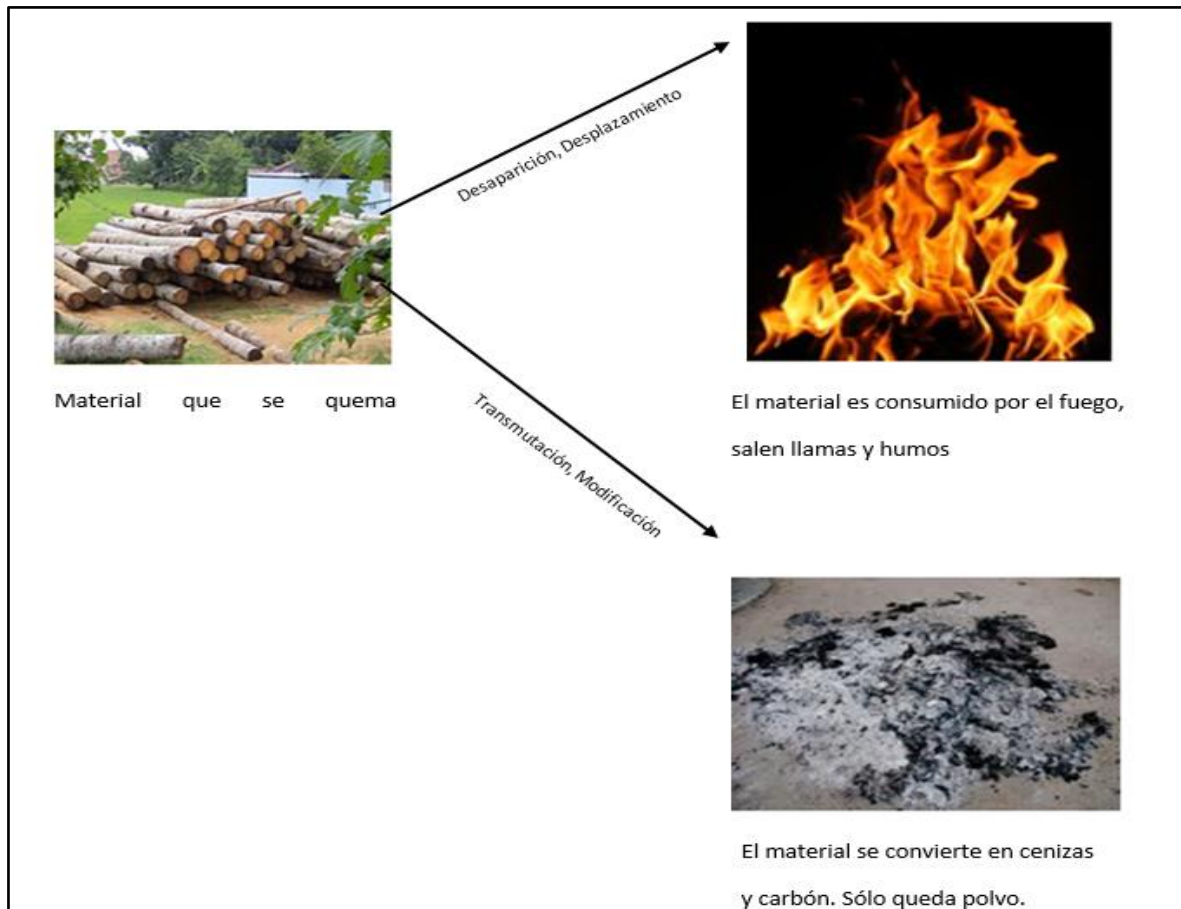 Desaparición, Desplazamiento
Material que se quema
El material es consumido por el fuego,
salen llamas y humos
Transmutación, Modificación
El material se convierte en cenizas
y carbón. Sólo queda polvo.